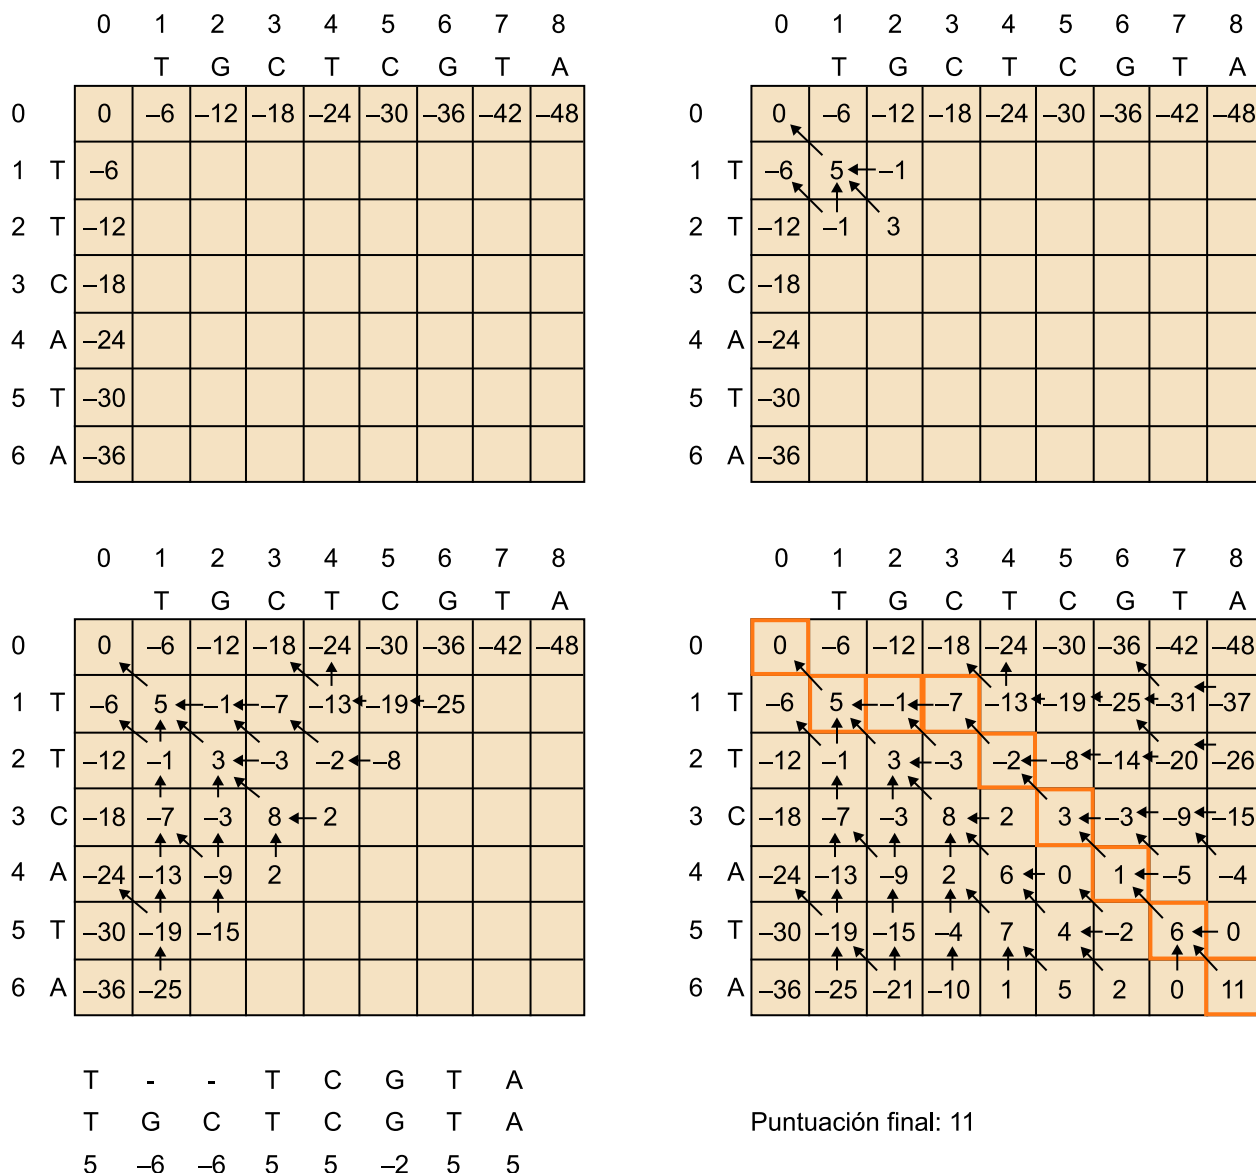 0 1 2 3 4 5 6 7 8
T G C T C G T A
0 0 –6 –12 –18 –24 –30 –36 –42 –48
1 T –6
2 T –12
3 C –18
4 A –24
5 T –30
6 A –36
0 1 2 3 4 5 6 7 8
T G C T C G T A
0 0 –6 –12 –18 –24 –30 –36 –42 –48
1 T –6 5 –1
2 T –12 –1 3
3 C –18
4 A –24
5 T –30
6 A –36
0 1 2 3 4 5 6 7 8
T G C T C G T A
0 0 –6 –12 –18 –24 –30 –36 –42 –48
1 T –6 5 –1 –7 –13 –19 –25
2 T –12 –1 3 –3 –2 –8
3 C –18 –7 –3 8 2
4 A –24 –13 –9 2
5 T –30 –19 –15
6 A –36 –25
0 1 2 3 4 5 6 7 8
T G C T C G T A
0 0 –6 –12 –18 –24 –30 –36 –42 –48
1 T –6 5 –1 –7 –13 –19 –25 –31 –37
2 T –12 –1 3 –3 –2 –8 –14 –20 –26
3 C –18 –7 –3 8 2 3 –3 –9 –15
4 A –24 –13 –9 2 6 0 1 –5 –4
5 T –30 –19 –15 –4 7 4 –2 6 0
6 A –36 –25 –21 –10 1 5 2 0 11
T - - T C G T A
T G C T C G T A
5 –6 –6 5 5 –2 5 5
Puntuación final: 11